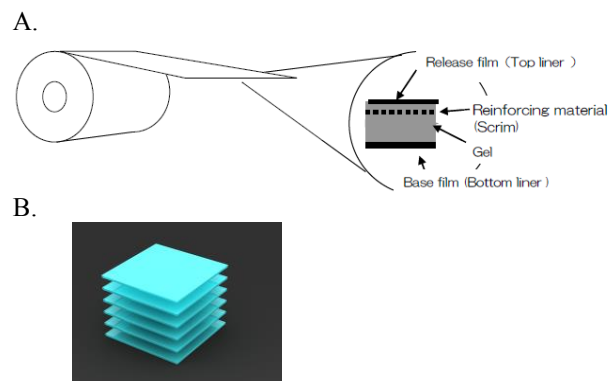 A.
Release film (Top liner )
Reinforcing material
(Scrim)
Gel
Base film (Bottom liner )
B.